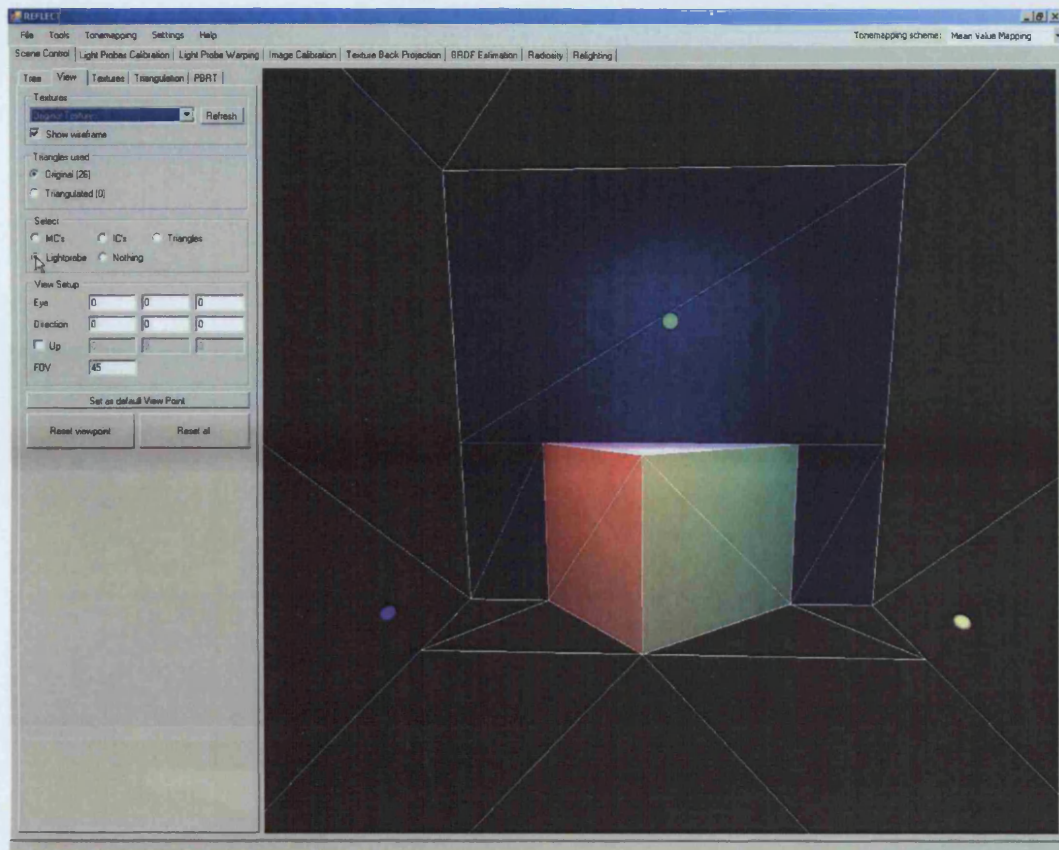 REFLECT
File Tools Tonemapping Settings Help
Tonemapping scheme: Mean Value Mapping
Scene Control Light Probes Calibration Light Probe Warping Image Calibration Texture Back Projection BRDF Estimation Radiosity Relighting
Tree View Textures Triangulation PBRT
Textures
Refresh
Show wireframe
Triangles used
Original (26)
Triangulated (0)
Select
MC's IC's Triangles
Lightprobe Nothing
View Setup
Eye 0 0 0
Direction 0 0 0
Up
FOV 45
Set as default View Point
Reset viewpoint Reset all